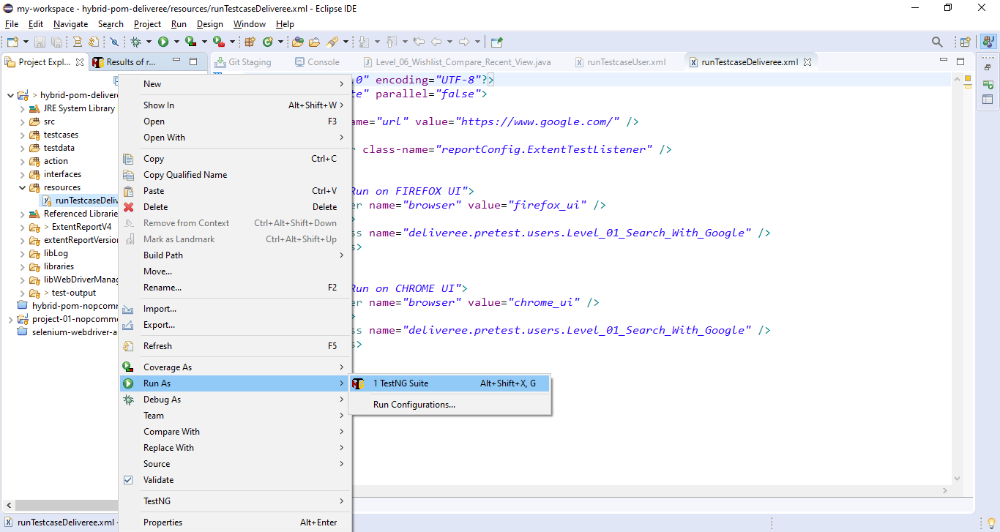 my-workspace - hybrid-pom-deliveree/resources/runTestcaseDeliveree.xml - Eclipse IDE
File Edit Navigate Search Project Run Design Window Help
Project Expl... Results of r... Git Staging Console Level_06_Wishlist_Compare_Recent_View.java runTestcaseUser.xml runTestcaseDeliveree.xml
> hybrid-pom-deliveree
JRE System Library
src
testcases
testdata
action
interfaces
resources
runTestcaseDeliv
Referenced Librarie
> ExtentReportV4
extentReportVersion
libLog
libraries
libWebDriverManag
> test-output
hybrid-pom-nopcomm
project-01-nopcomme
selenium-webdriver-a
New
Show In Alt+Shift+W
Open F3
Open With
Copy Ctrl+C
Copy Qualified Name
Paste Ctrl+V
Delete Delete
Remove from Context Ctrl+Alt+Shift+Down
Mark as Landmark Ctrl+Alt+Shift+Up
Build Path
Move...
Rename... F2
Import...
Export...
Refresh F5
Coverage As
Run As
Debug As
Team
Compare With
Replace With
Source
Validate
TestNG
Properties Alt+Enter
1 TestNG Suite Alt+Shift+X, G
Run Configurations...
0" encoding="UTF-8"?>
te" parallel="false">
ame="url" value="https://www.google.com/" />
r class-name="reportConfig.ExtentTestListener" />
Run on FIREFOX UI">
er name="browser" value="firefox_ui" />
>
ss name="deliveree.pretest.users.Level_01_Search_With_Google" />
s>
Run on CHROME UI">
er name="browser" value="chrome_ui" />
>
ss name="deliveree.pretest.users.Level_01_Search_With_Google" />
s>
runTestcaseDeliveree.xml -